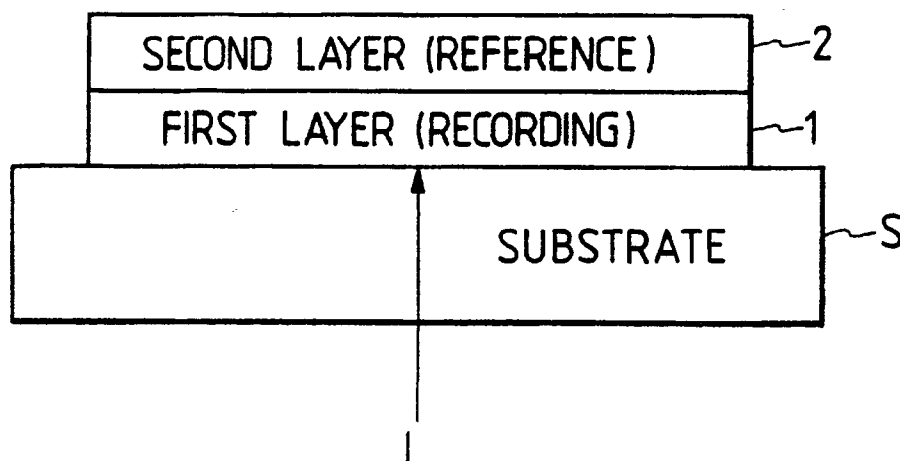 SECOND LAYER (REFERENCE) 2
FIRST LAYER (RECORDING) 1
SUBSTRATE S